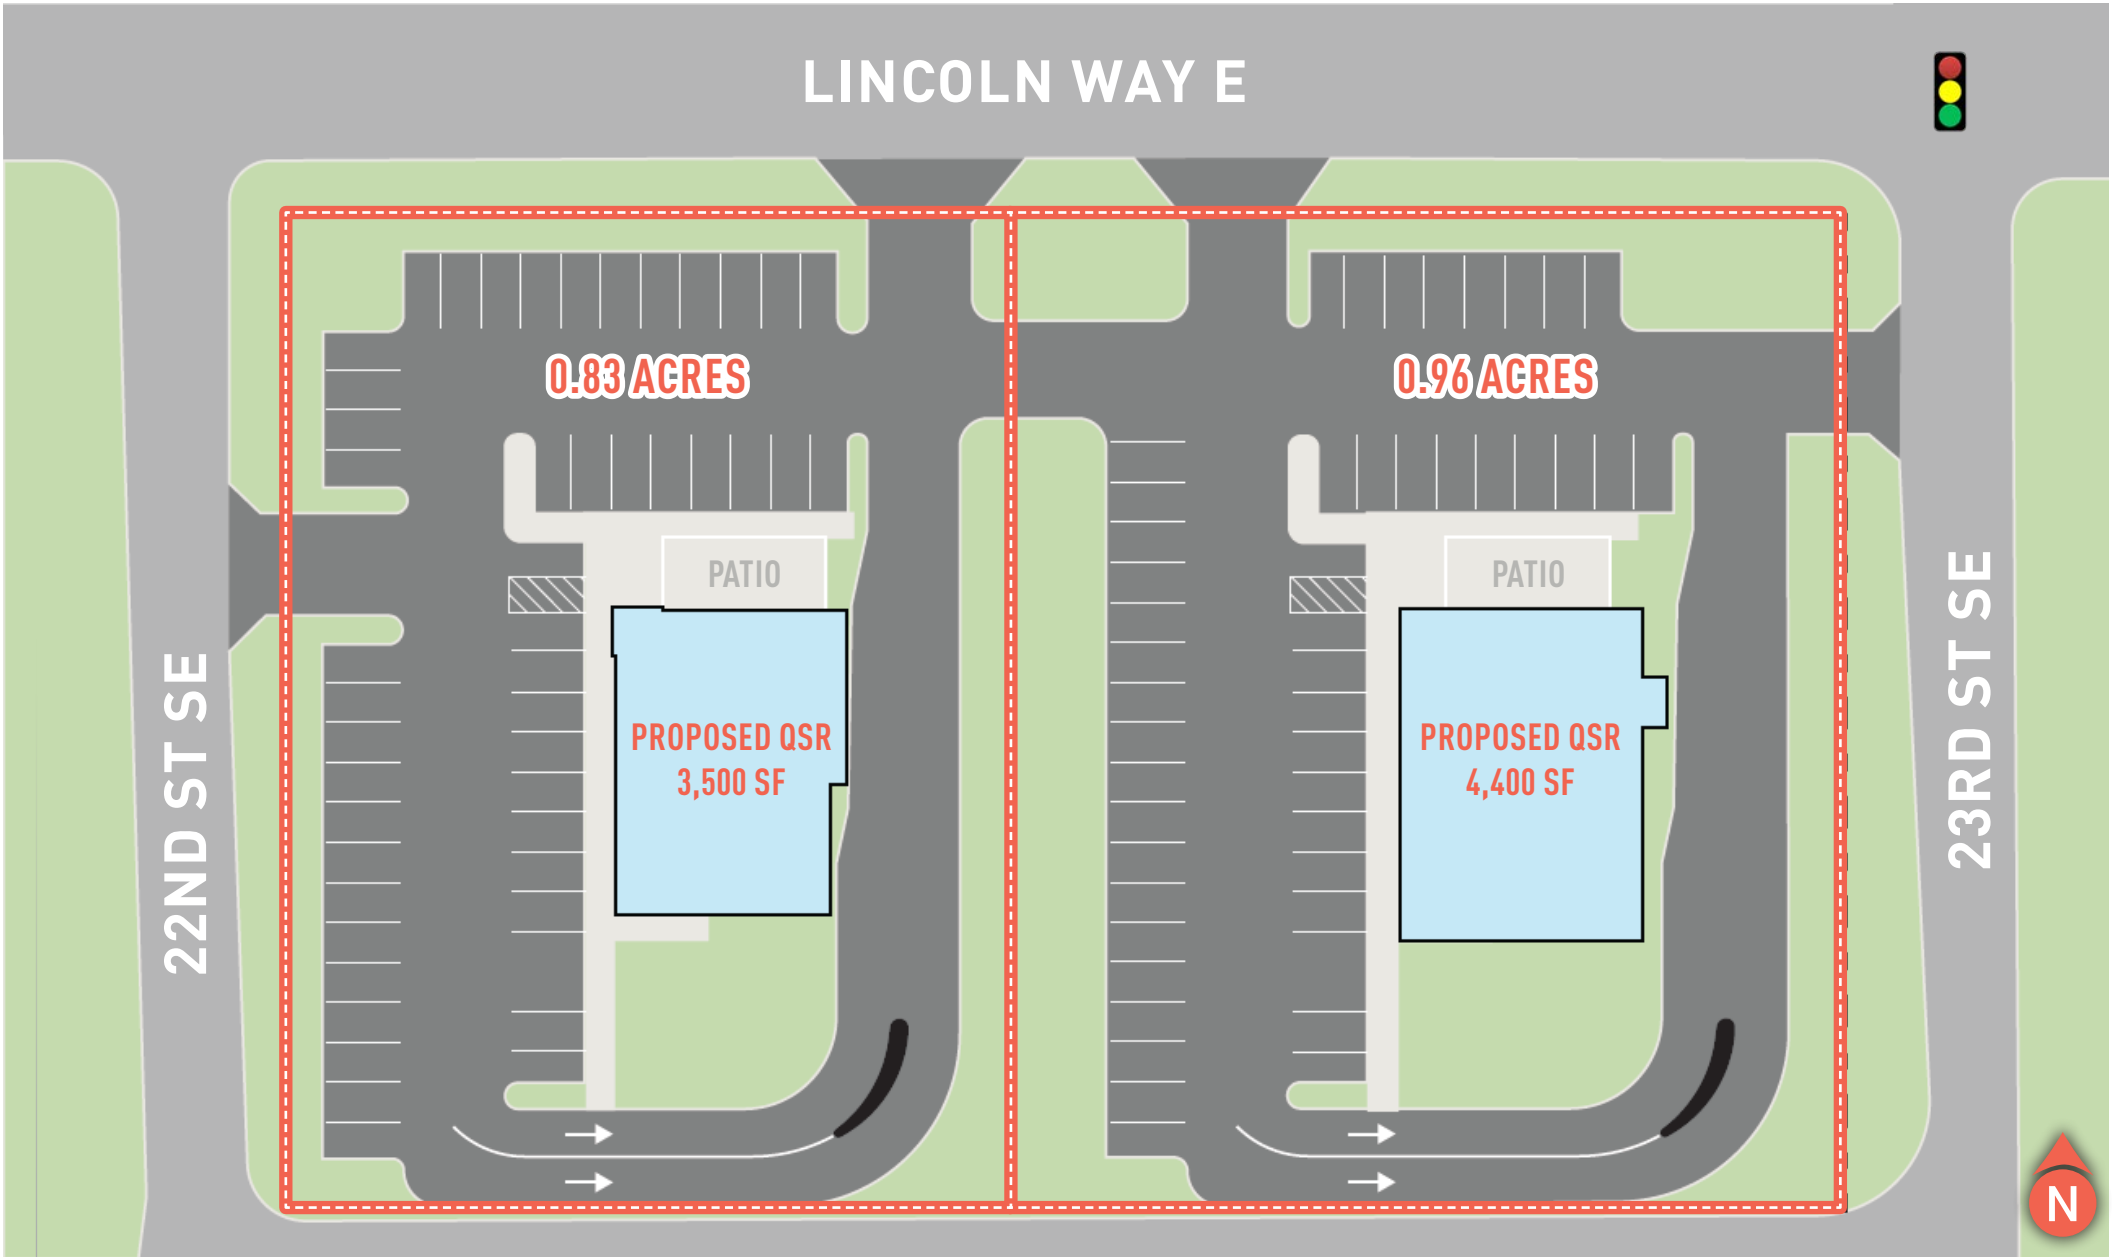 LINCOLN WAY E
0.83 ACRES
0.96 ACRES
PATIO
PATIO
22ND ST SE
PROPOSED QSR
3,500 SF
PROPOSED QSR
4,400 SF
23RD ST SE
N